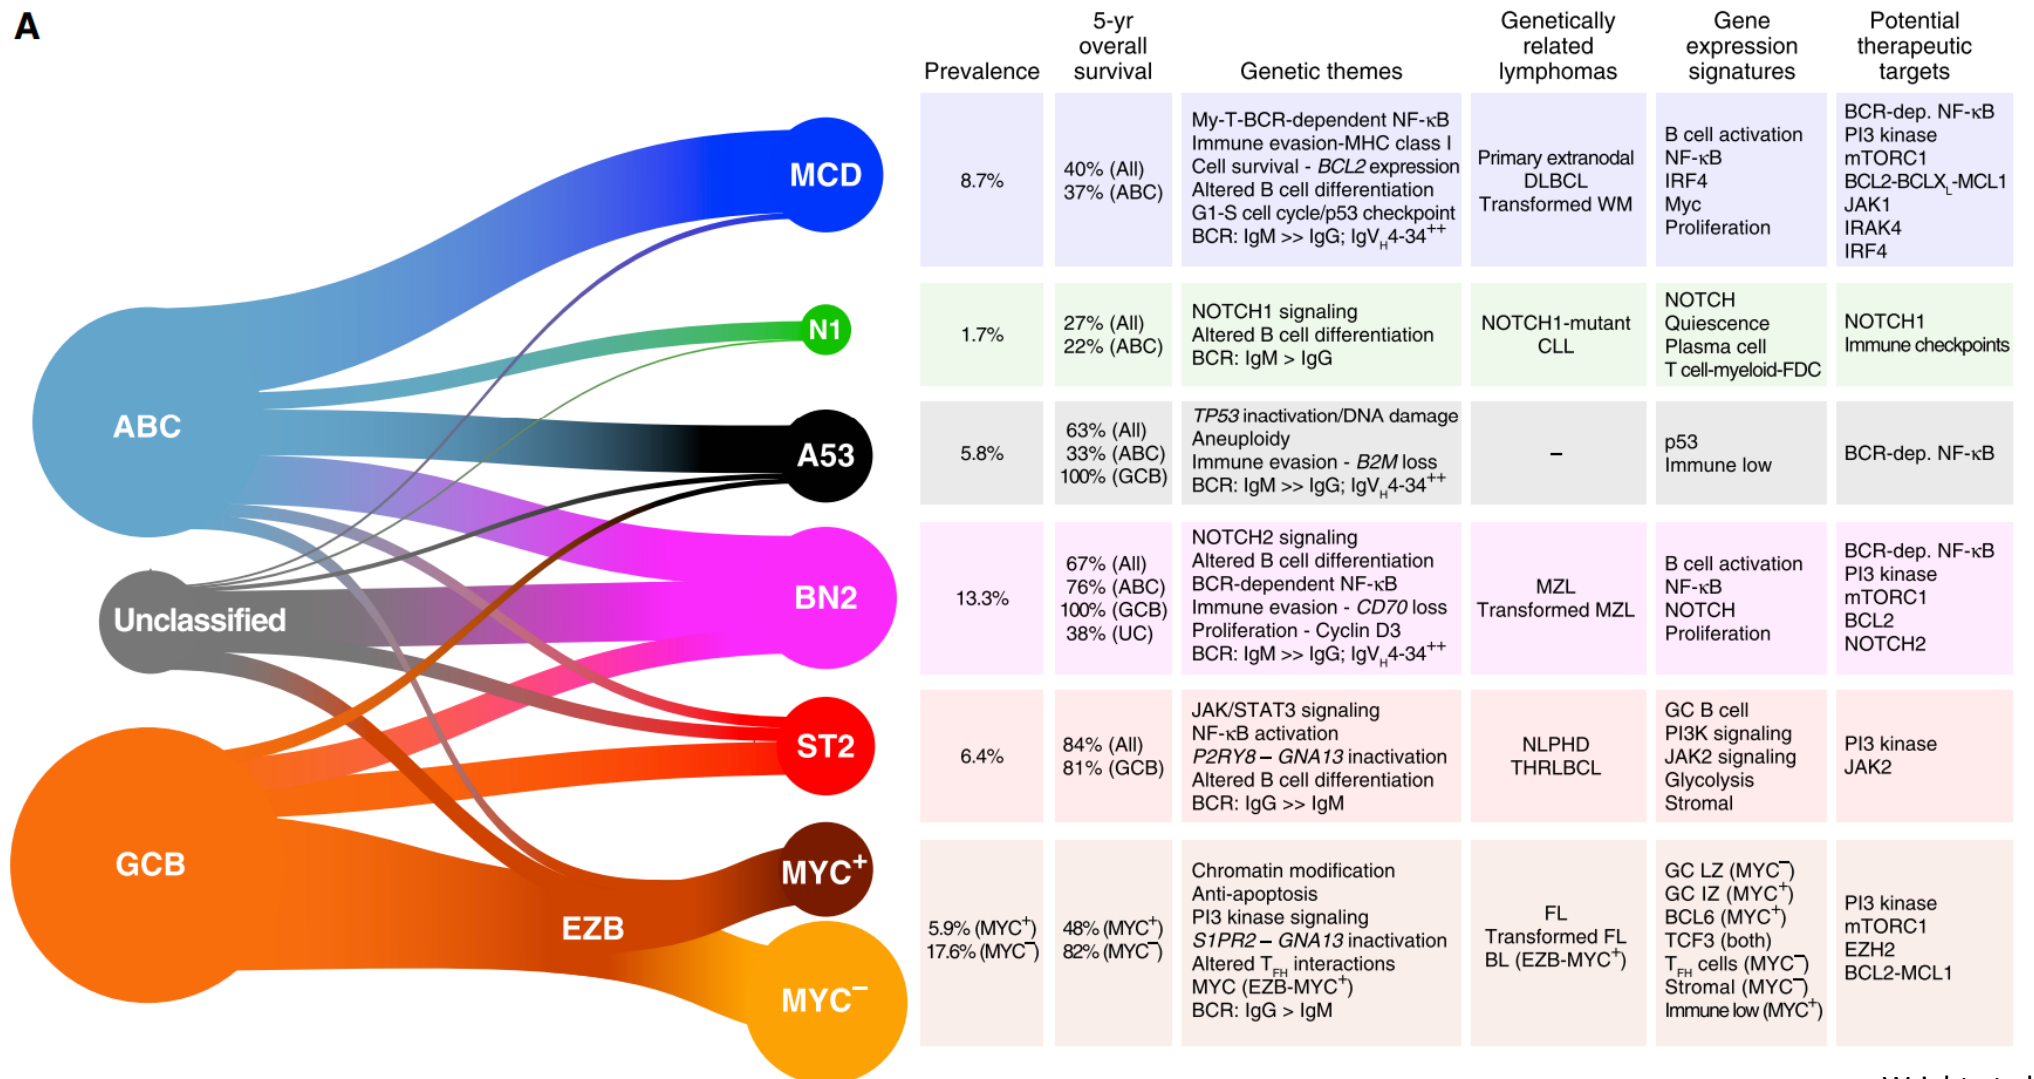 A
5-yr
overall
survival
Genetically
related
lymphomas
Gene
expression
signatures
Potential
therapeutic
targets
Prevalence
Genetic themes
MCD
8.7%
40% (All)
37% (ABC)
My-T-BCR-dependent NF-κB
Immune evasion-MHC class I
Cell survival - BCL2 expression
Altered B cell differentiation
G1-S cell cycle/p53 checkpoint
BCR: IgM >> IgG; IgVH4-34++
Primary extranodal
DLBCL
Transformed WM
B cell activation
NF-κB
IRF4
Myc
Proliferation
BCR-dep. NF-κB
PI3 kinase
mTORC1
BCL2-BCLXL-MCL1
JAK1
IRAK4
IRF4
N1
1.7%
27% (All)
22% (ABC)
NOTCH1 signaling
Altered B cell differentiation
BCR: IgM > IgG
NOTCH1-mutant
CLL
NOTCH
Quiescence
Plasma cell
T cell-myeloid-FDC
NOTCH1
Immune checkpoints
ABC
A53
5.8%
63% (All)
33% (ABC)
100% (GCB)
TP53 inactivation/DNA damage
Aneuploidy
Immune evasion - B2M loss
BCR: IgM >> IgG; IgVH4-34++
–
p53
Immune low
BCR-dep. NF-κB
Unclassified
BN2
13.3%
67% (All)
76% (ABC)
100% (GCB)
38% (UC)
NOTCH2 signaling
Altered B cell differentiation
BCR-dependent NF-κB
Immune evasion - CD70 loss
Proliferation - Cyclin D3
BCR: IgM >> IgG; IgVH4-34++
MZL
Transformed MZL
B cell activation
NF-κB
NOTCH
Proliferation
BCR-dep. NF-κB
PI3 kinase
mTORC1
BCL2
NOTCH2
ST2
6.4%
84% (All)
81% (GCB)
JAK/STAT3 signaling
NF-κB activation
P2RY8 – GNA13 inactivation
Altered B cell differentiation
BCR: IgG >> IgM
NLPHD
THRLBCL
GC B cell
PI3K signaling
JAK2 signaling
Glycolysis
Stromal
PI3 kinase
JAK2
GCB
EZB
MYC+
MYC−
5.9% (MYC+)
17.6% (MYC−)
48% (MYC+)
82% (MYC−)
Chromatin modification
Anti-apoptosis
PI3 kinase signaling
S1PR2 – GNA13 inactivation
Altered TFH interactions
MYC (EZB-MYC+)
BCR: IgG > IgM
FL
Transformed FL
BL (EZB-MYC+)
GC LZ (MYC−)
GC IZ (MYC+)
BCL6 (MYC+)
TCF3 (both)
TFH cells (MYC−)
Stromal (MYC−)
Immune low (MYC+)
PI3 kinase
mTORC1
EZH2
BCL2-MCL1